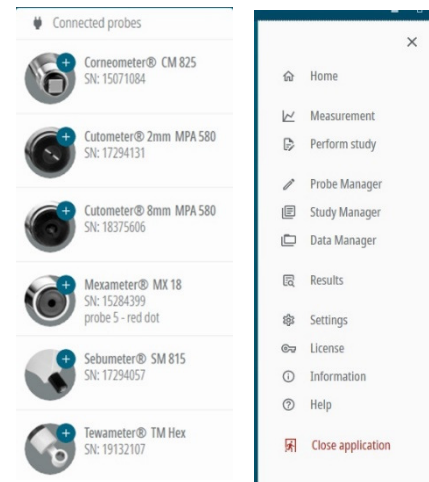 Connected probes
Corneometer® CM 825
SN: 15071084
Cutometer® 2mm MPA 580
SN: 17294131
Cutometer® 8mm MPA 580
SN: 18375606
Mexameter® MX 18
SN: 15284399
probe 5 - red dot
Sebumeter® SM 815
SN: 17294057
Tewameter® TM Hex
SN: 19132107
Home
Measurement
Perform study
Probe Manager
Study Manager
Data Manager
Results
Settings
License
Information
Help
Close application